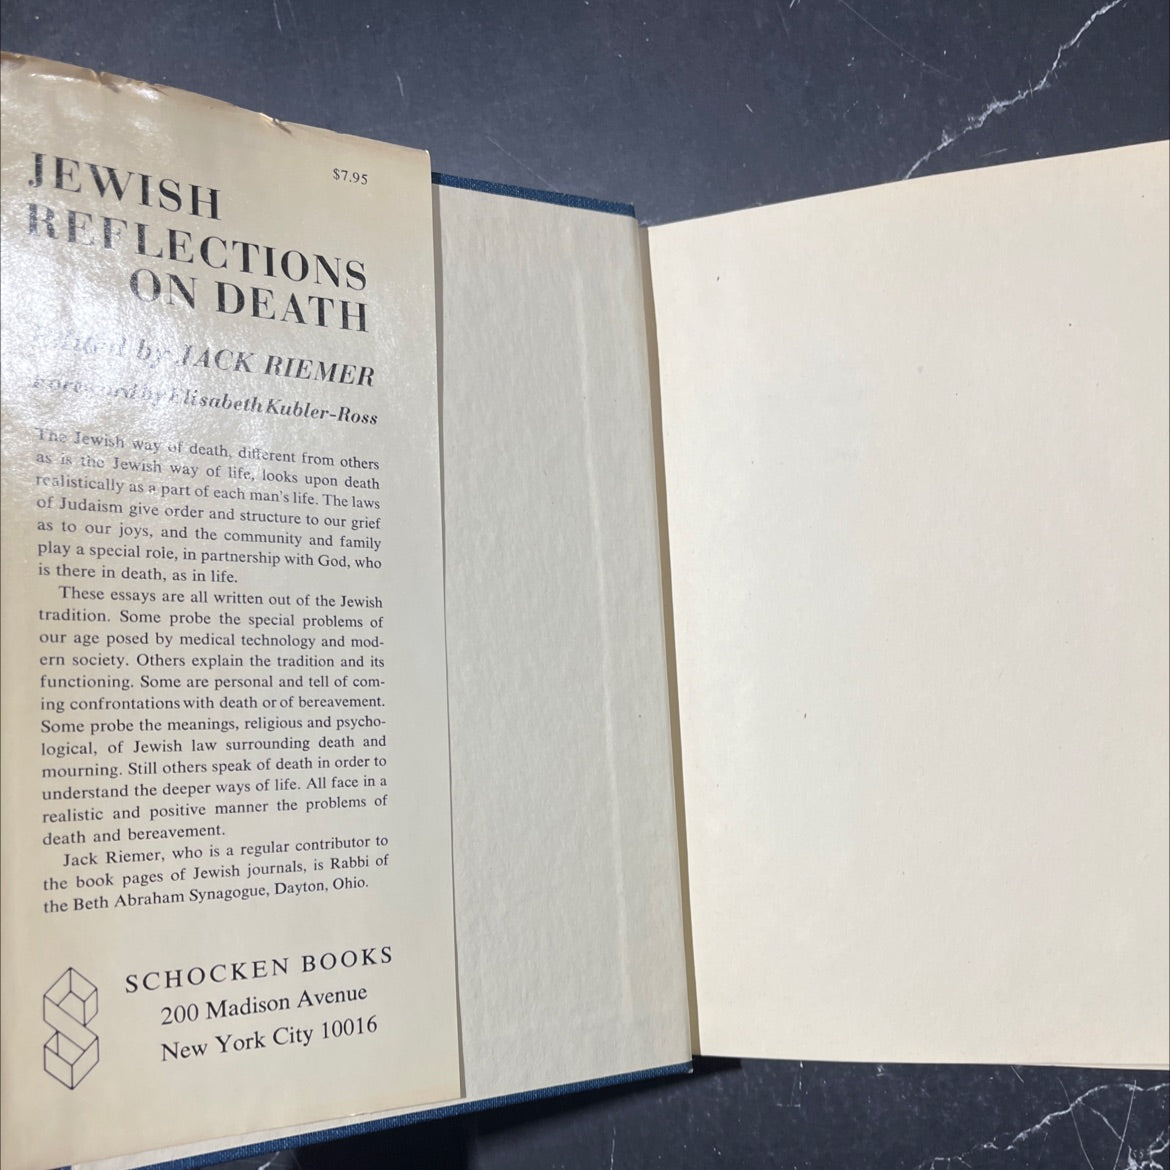 $7.95
JEWISH
REFLECTIONS
ON DEATH
Edited by JACK RIEMER
Foreword by Elisabeth Kubler-Ross
The Jewish way of death, different from others
as is the Jewish way of life, looks upon death
realistically as a part of each man's life. The laws
of Judaism give order and structure to our grief
as to our joys, and the community and family
play a special role, in partnership with God, who
is there in death, as in life.
These essays are all written out of the Jewish
tradition. Some probe the special problems of
our age posed by medical technology and mod-
ern society. Others explain the tradition and its
functioning. Some are personal and tell of com-
ing confrontations with death or of bereavement.
Some probe the meanings, religious and psycho-
logical, of Jewish law surrounding death and
mourning. Still others speak of death in order to
understand the deeper ways of life. All face in a
realistic and positive manner the problems of
death and bereavement.
Jack Riemer, who is a regular contributor to
the book pages of Jewish journals, is Rabbi of
the Beth Abraham Synagogue, Dayton, Ohio.
SCHOCKEN BOOKS
200 Madison Avenue
New York City 10016